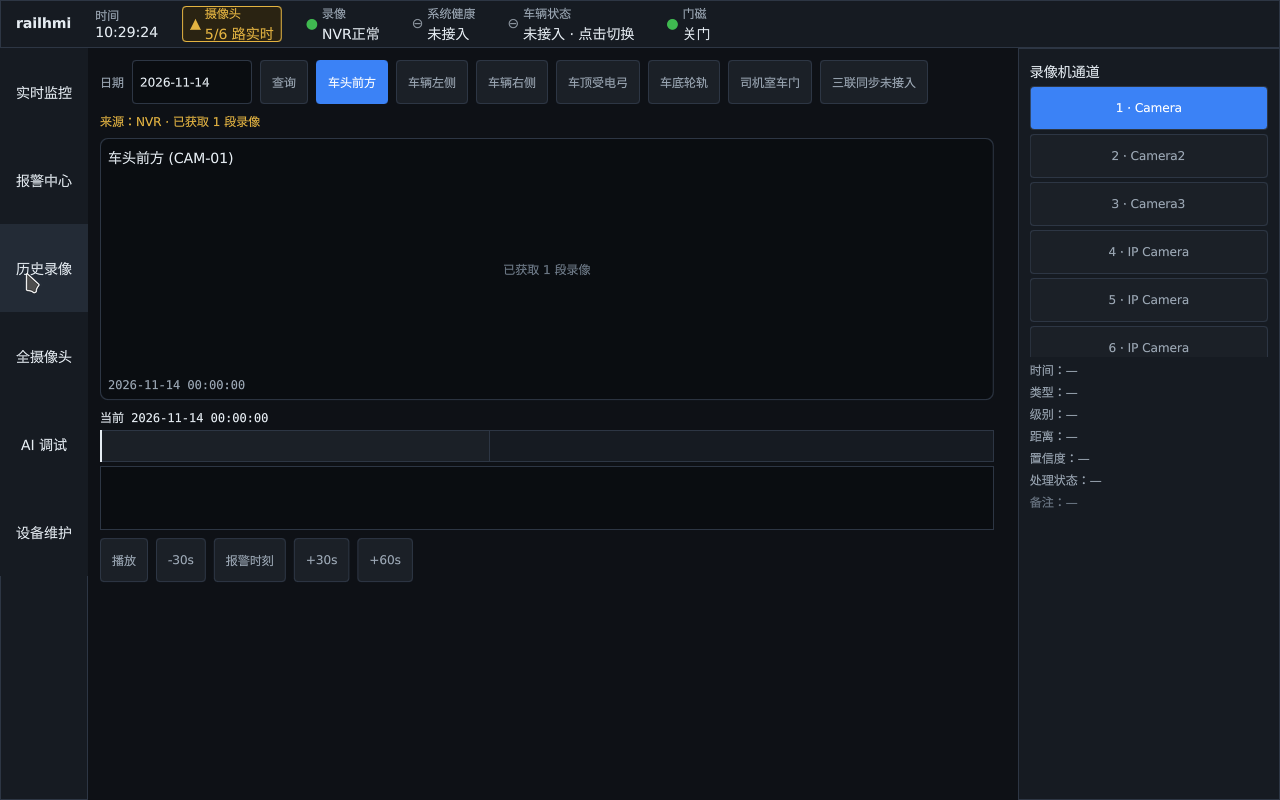 railhmi
时间
10:29:24
摄像头
5/6 路实时
录像
NVR正常
系统健康
未接入
车辆状态
未接入 · 点击切换
门磁
关门
实时监控
报警中心
历史录像
全摄像头
AI 调试
设备维护
日期
2026-11-14
查询
车头前方
车辆左侧
车辆右侧
车顶受电弓
车底轮轨
司机室车门
三联同步未接入
来源：NVR · 已获取 1 段录像
车头前方 (CAM-01)
已获取 1 段录像
2026-11-14 00:00:00
当前 2026-11-14 00:00:00
播放
-30s
报警时刻
+30s
+60s
录像机通道
1 · Camera
2 · Camera2
3 · Camera3
4 · IP Camera
5 · IP Camera
6 · IP Camera
时间：—
类型：—
级别：—
距离：—
置信度：—
处理状态：—
备注：—